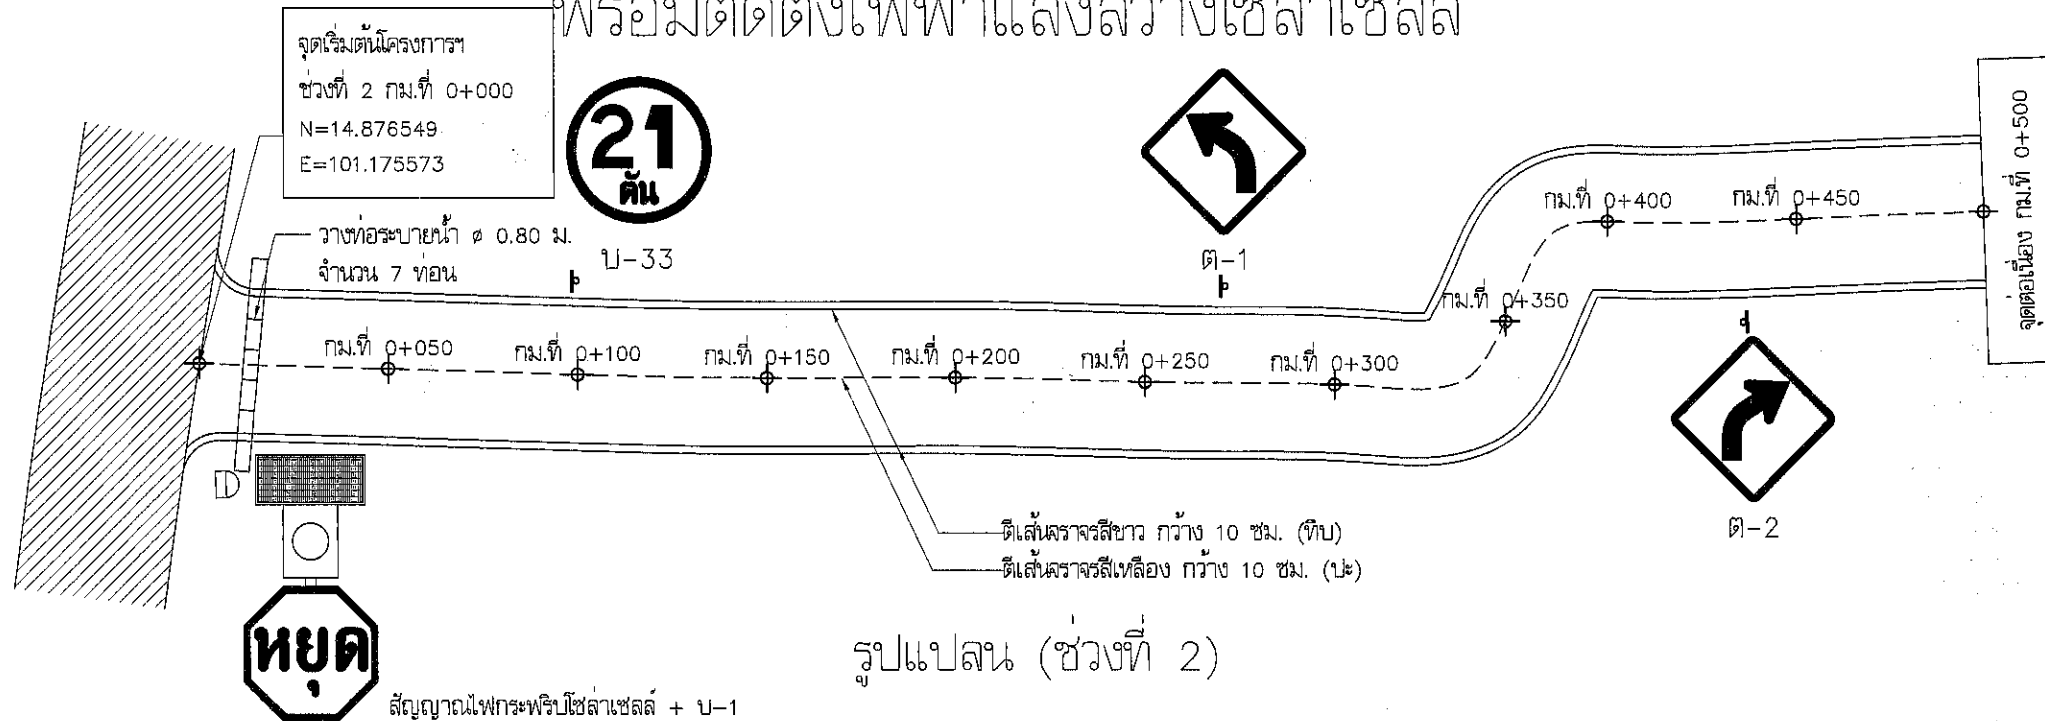 พร้อมติดตั้งไฟฟ้าแสงสว่างโซล่าเซลล์
จุดเริ่มต้นโครงการฯ
ช่วงที่ 2 กม.ที่ 0+000
N=14.876549
E=101.175573
21
ตัน
บ-33
วางท่อระบายน้ำ ø 0.80 ม.
จำนวน 7 ท่อน
ต-1
กม.ที่ 0+050
กม.ที่ 0+100
กม.ที่ 0+150
กม.ที่ 0+200
กม.ที่ 0+250
กม.ที่ 0+300
กม.ที่ 0+350
กม.ที่ 0+400
กม.ที่ 0+450
จุดต่อเนื่อง กม.ที่ 0+500
ต-2
ตีเส้นจราจรสีขาว กว้าง 10 ซม. (ทึบ)
ตีเส้นจราจรสีเหลือง กว้าง 10 ซม. (ปะ)
หยุด
สัญญาณไฟกระพริบโซล่าเซลล์ + บ-1
รูปแปลน (ช่วงที่ 2)